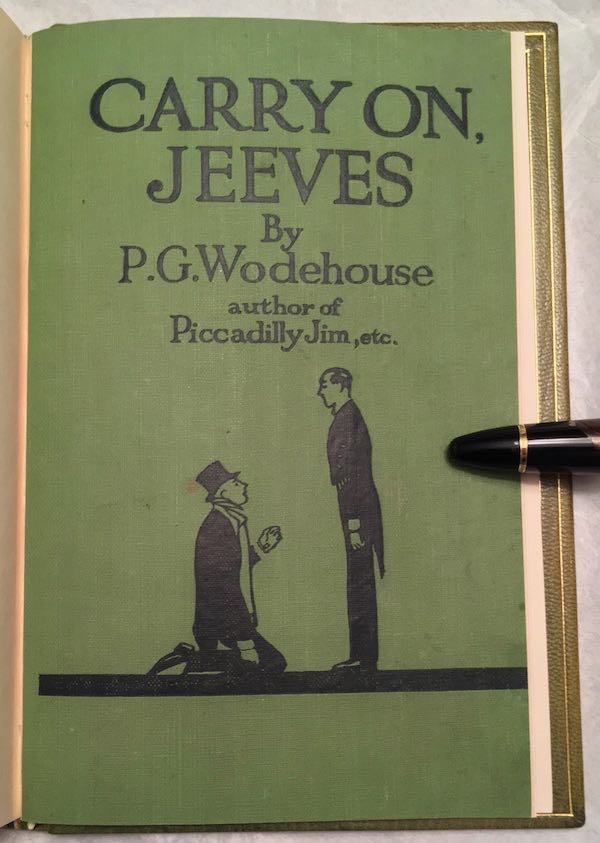 CARRY ON,
JEEVES
By
P.G.Wodehouse
author of
Piccadilly Jim, etc.